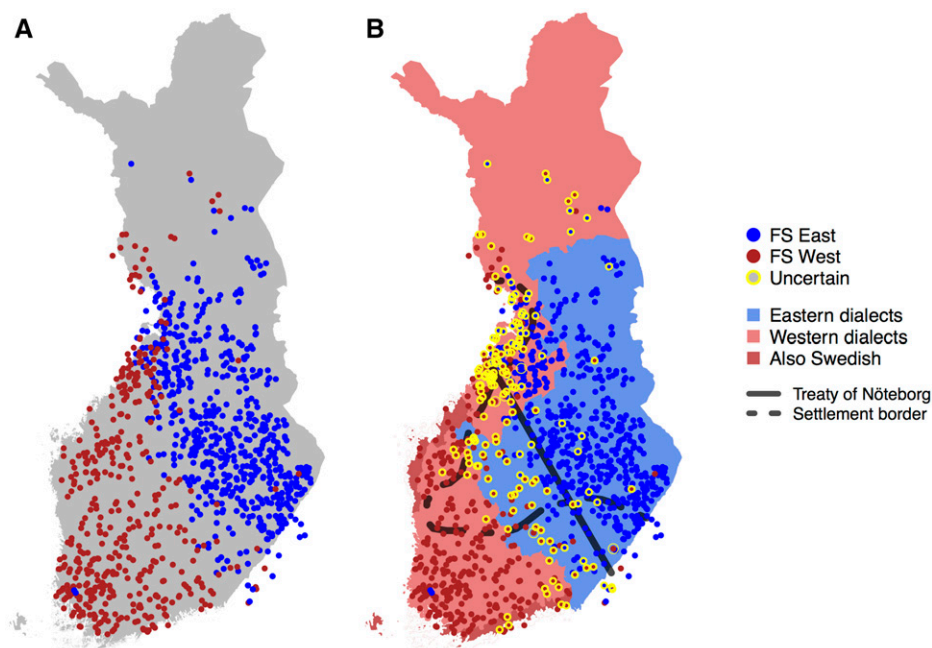 A
B
FS East
FS West
Uncertain
Eastern dialects
Western dialects
Also Swedish
Treaty of Nöteborg
Settlement border